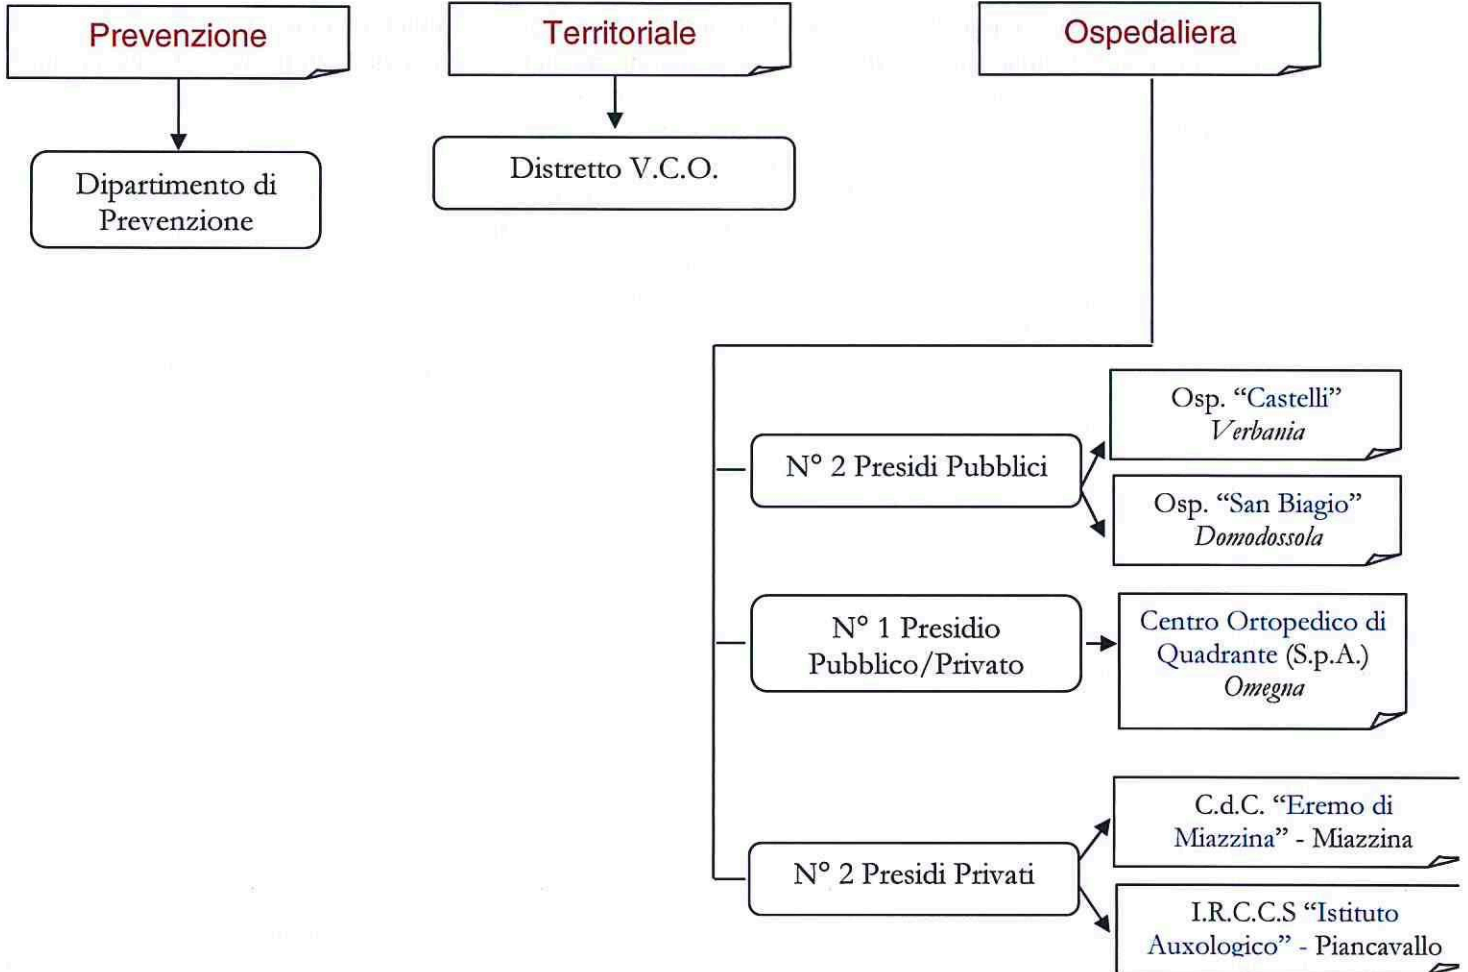 Prevenzione
Territoriale
Ospedaliera
Dipartimento di
Prevenzione
Distretto V.C.O.
N° 2 Presidi Pubblici
Osp. “Castelli”
Verbania
Osp. “San Biagio”
Domodossola
N° 1 Presidio
Pubblico/Privato
Centro Ortopedico di
Quadrante (S.p.A.)
Omegna
N° 2 Presidi Privati
C.d.C. “Eremo di
Miazzina” - Miazzina
I.R.C.C.S “Istituto
Auxologico” - Piancavallo